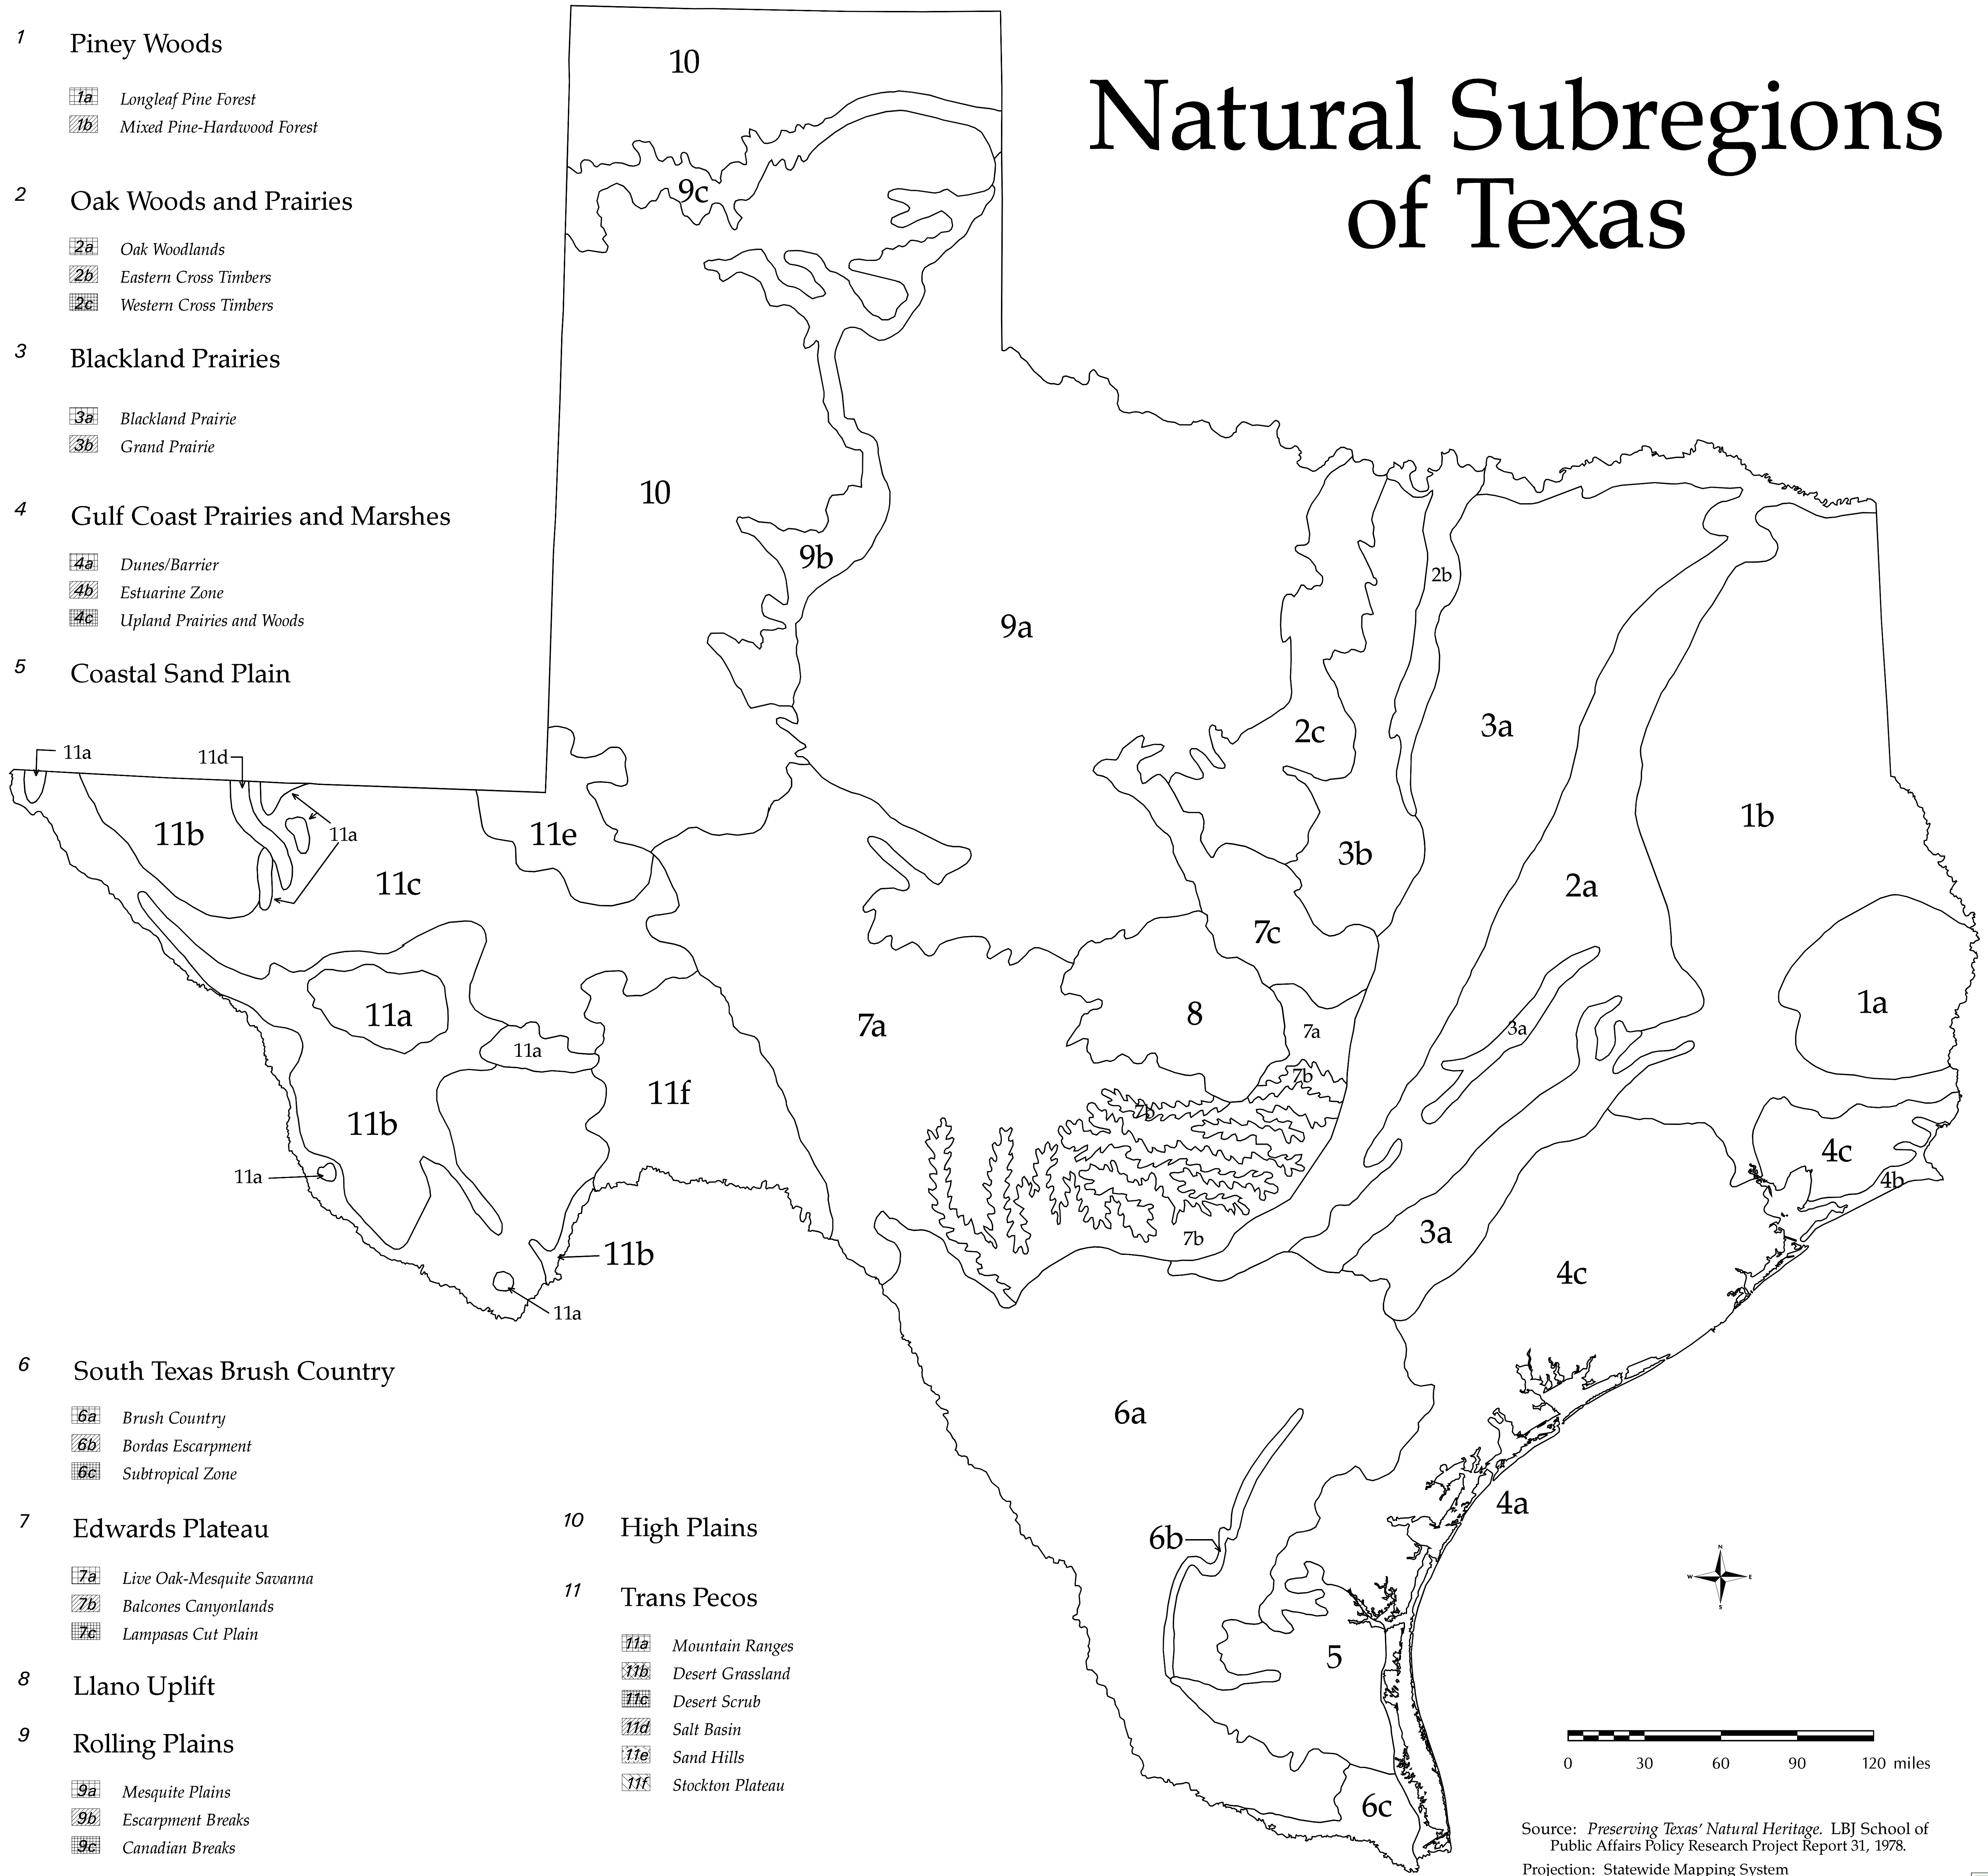 Natural Subregions
of Texas
1 Piney Woods
1a Longleaf Pine Forest
1b Mixed Pine-Hardwood Forest
2 Oak Woods and Prairies
2a Oak Woodlands
2b Eastern Cross Timbers
2c Western Cross Timbers
3 Blackland Prairies
3a Blackland Prairie
3b Grand Prairie
4 Gulf Coast Prairies and Marshes
4a Dunes/Barrier
4b Estuarine Zone
4c Upland Prairies and Woods
5 Coastal Sand Plain
6 South Texas Brush Country
6a Brush Country
6b Bordas Escarpment
6c Subtropical Zone
7 Edwards Plateau
7a Live Oak-Mesquite Savanna
7b Balcones Canyonlands
7c Lampasas Cut Plain
8 Llano Uplift
9 Rolling Plains
9a Mesquite Plains
9b Escarpment Breaks
9c Canadian Breaks
10 High Plains
11 Trans Pecos
11a Mountain Ranges
11b Desert Grassland
11c Desert Scrub
11d Salt Basin
11e Sand Hills
11f Stockton Plateau
10
9c
10
9b
9a
2b
2c
3a
1b
3b
2a
7c
1a
11a
11d
11b
11a
11e
11c
11a
11a
11b
11f
11a
11b
11a
7a
8
7a
3a
7b
7b
7b
4c
4b
3a
4c
6a
4a
6b
5
6c
N
W E
S
0 30 60 90 120 miles
Source: Preserving Texas' Natural Heritage. LBJ School of
Public Affairs Policy Research Project Report 31, 1978.
Projection: Statewide Mapping System